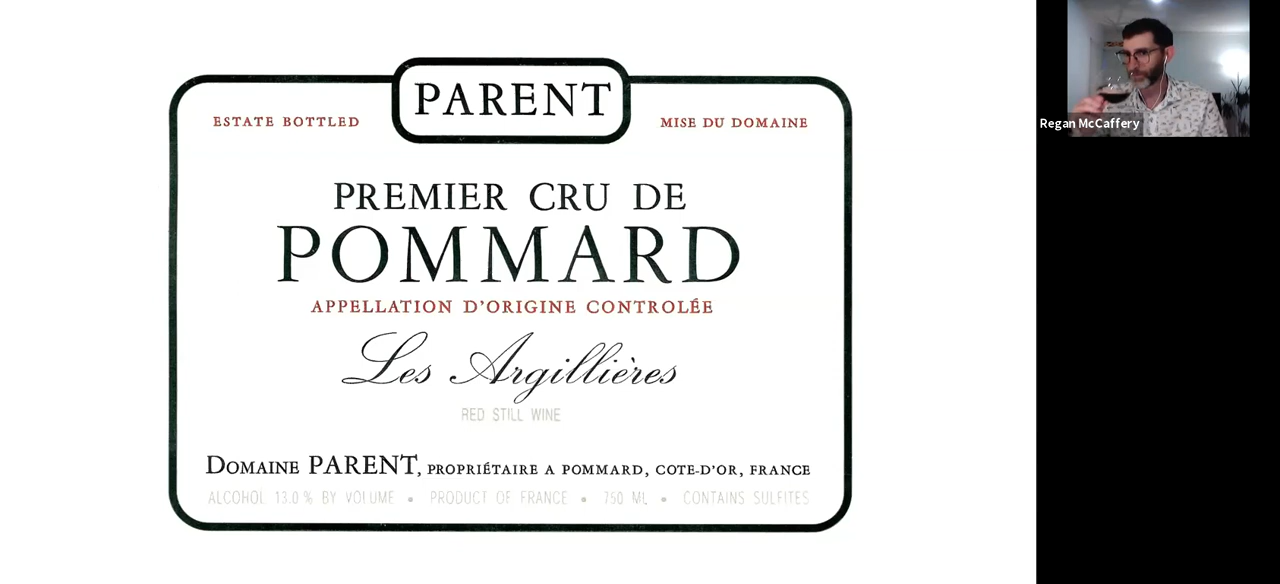 PARENT
ESTATE BOTTLED
MISE DU DOMAINE
PREMIER CRU DE
POMMARD
APPELLATION D'ORIGINE CONTROLÉE
Les Argillières
RED STILL WINE
DOMAINE PARENT, PROPRIÉTAIRE A POMMARD, COTE-D'OR, FRANCE
ALCOHOL 13.0 % BY VOLUME • PRODUCT OF FRANCE • 750 ML • CONTAINS SULFITES
Regan McCaffery